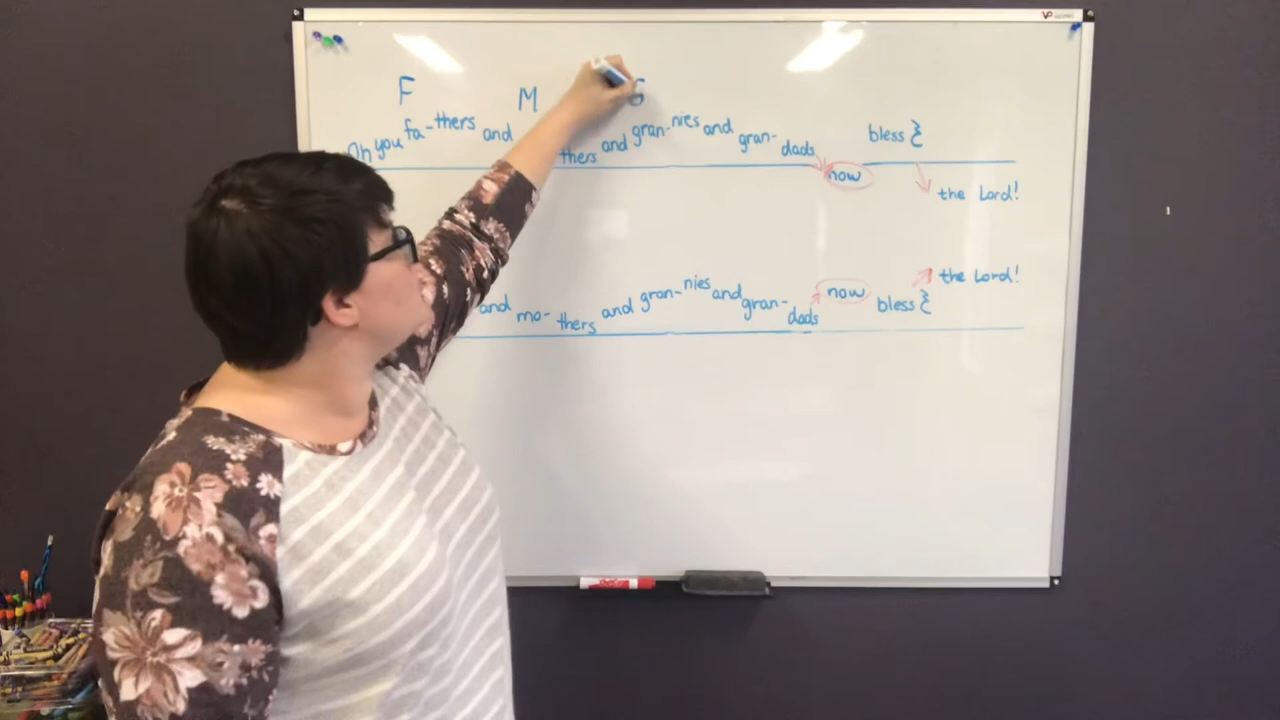 F M S
Oh you fa-thers and thers and gran-nies and gran-dads now bless the Lord!
and mo-thers and gran-nies and gran-dads now bless the Lord!